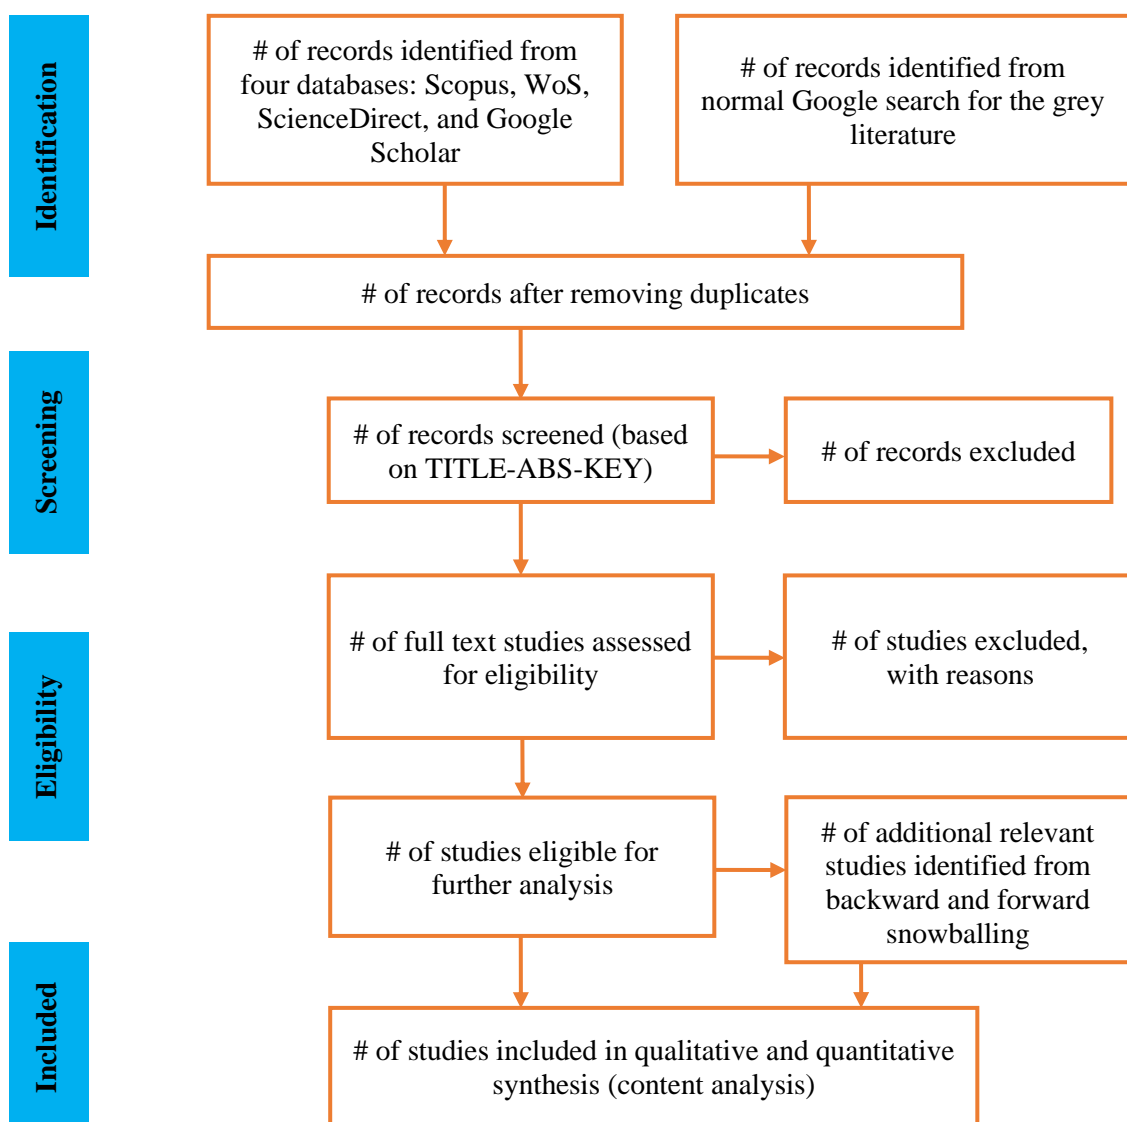 Identification
# of records identified from
four databases: Scopus, WoS,
ScienceDirect, and Google
Scholar
# of records identified from
normal Google search for the grey
literature
# of records after removing duplicates
Screening
# of records screened (based
on TITLE-ABS-KEY)
# of records excluded
Eligibility
# of full text studies assessed
for eligibility
# of studies excluded,
with reasons
# of studies eligible for
further analysis
# of additional relevant
studies identified from
backward and forward
snowballing
Included
# of studies included in qualitative and quantitative
synthesis (content analysis)